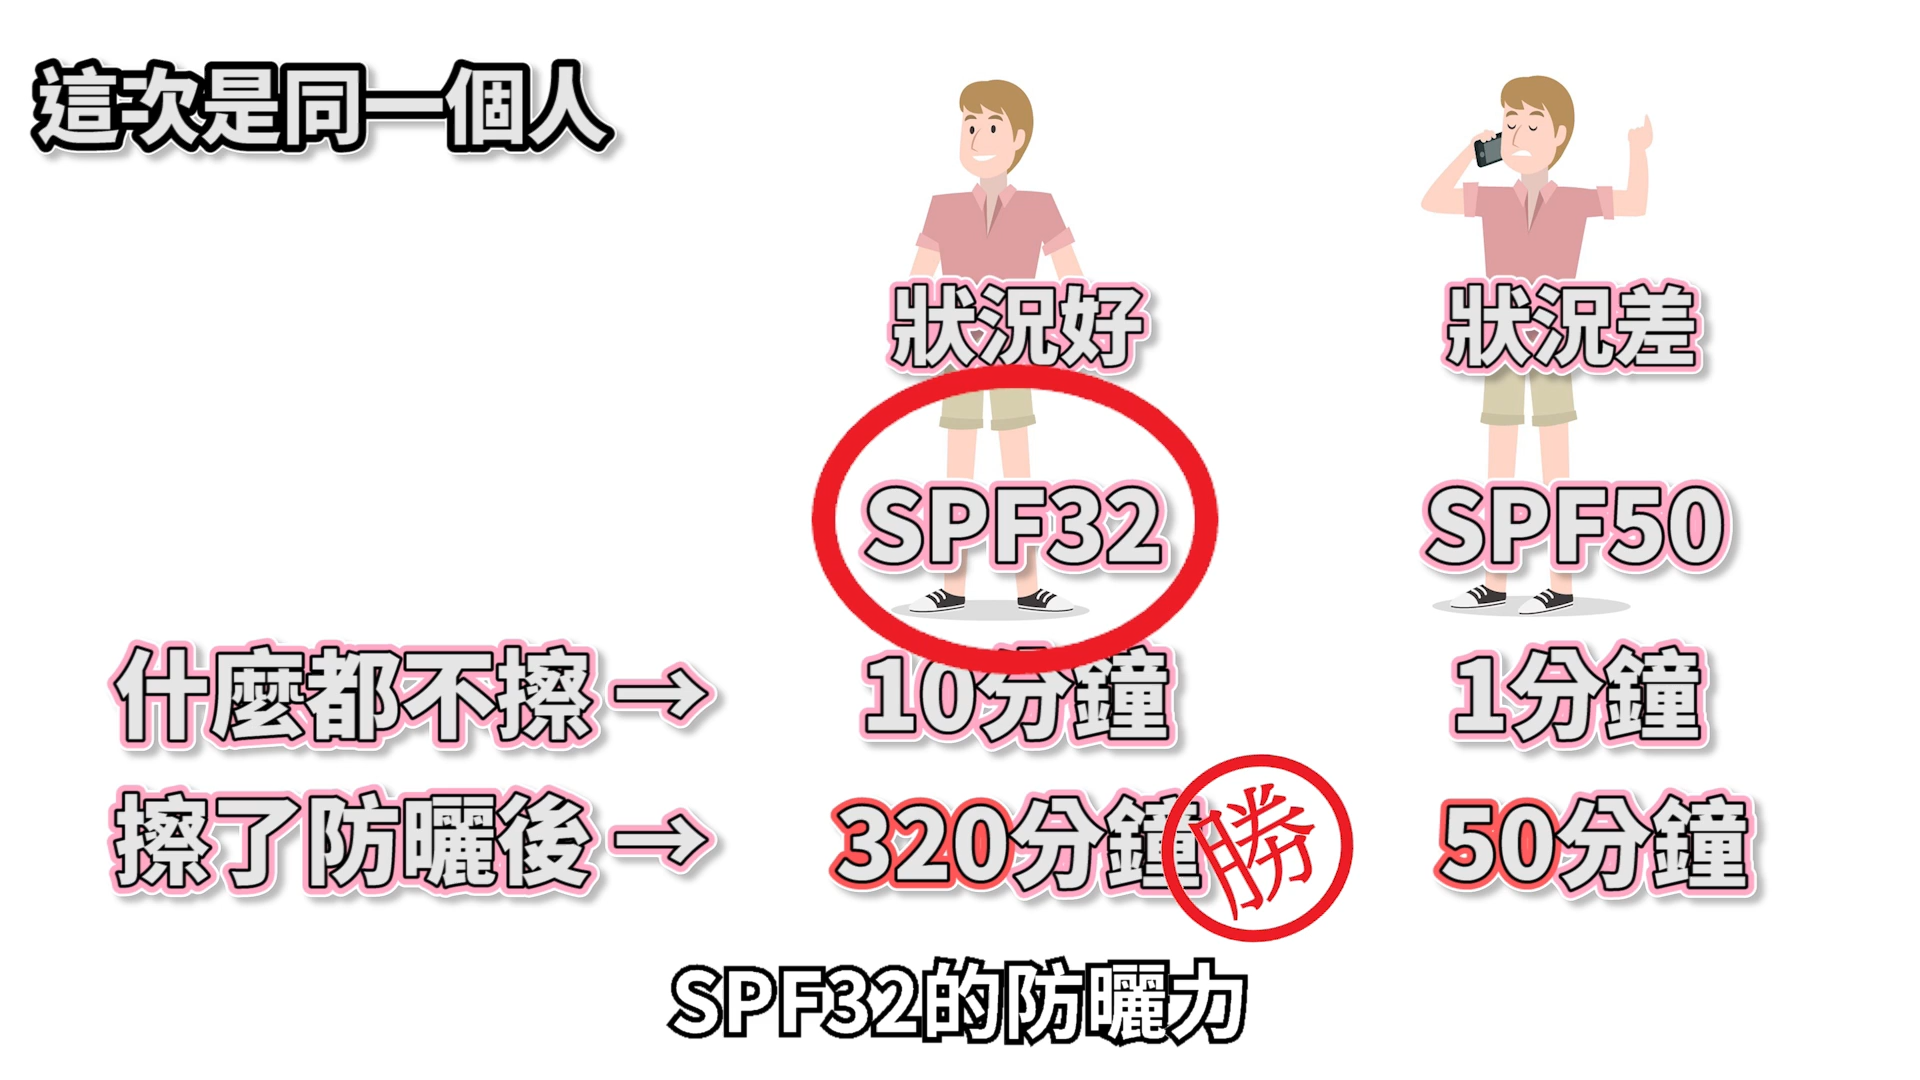 這次是同一個人
狀況好
狀況差
SPF32
SPF50
什麼都不擦→
10分鐘
1分鐘
擦了防曬後→
320分鐘
勝
50分鐘
SPF32的防曬力